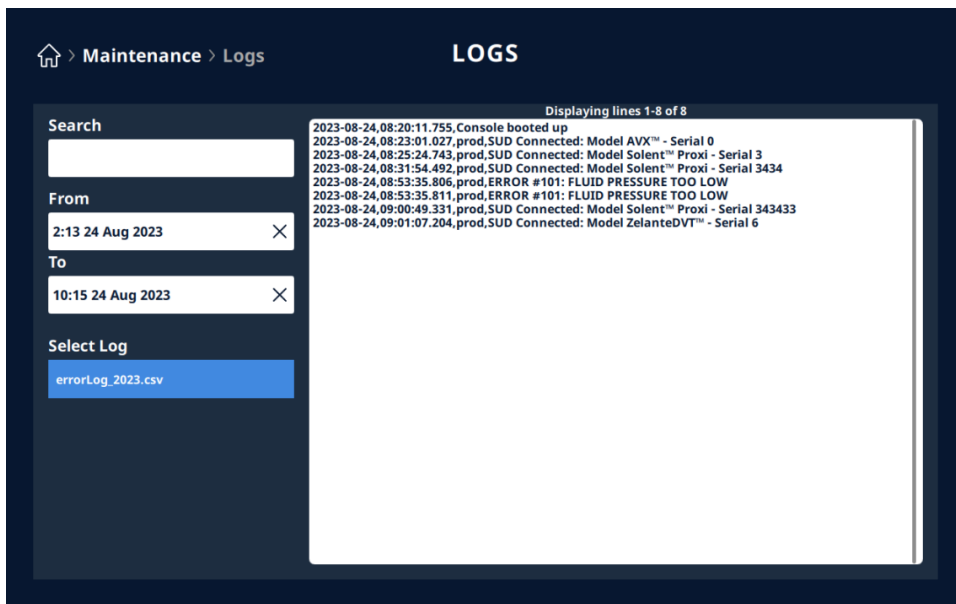 Maintenance > Logs
LOGS
Search
From
2:13 24 Aug 2023
To
10:15 24 Aug 2023
Select Log
errorLog_2023.csv
Displaying lines 1-8 of 8
2023-08-24,08:20:11.755,Console booted up
2023-08-24,08:23:01.027,prod,SUD Connected: Model AVX™ - Serial 0
2023-08-24,08:25:24.743,prod,SUD Connected: Model Solent™ Proxi - Serial 3
2023-08-24,08:31:54.492,prod,SUD Connected: Model Solent™ Proxi - Serial 3434
2023-08-24,08:53:35.806,prod,ERROR #101: FLUID PRESSURE TOO LOW
2023-08-24,08:53:35.811,prod,ERROR #101: FLUID PRESSURE TOO LOW
2023-08-24,09:00:49.331,prod,SUD Connected: Model Solent™ Proxi - Serial 343433
2023-08-24,09:01:07.204,prod,SUD Connected: Model ZelanteDVT™ - Serial 6